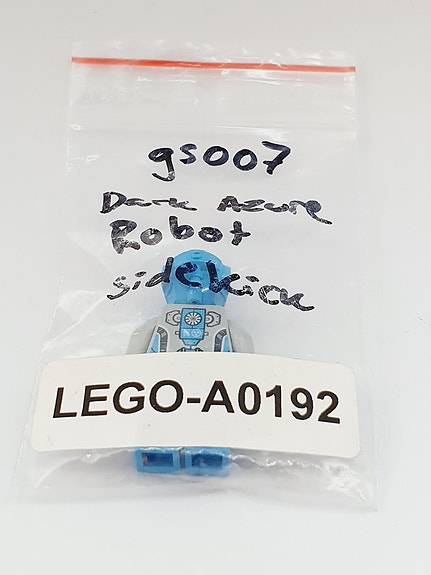 gs007
Dark Azure
Robot
sidekick
LEGO-A0192